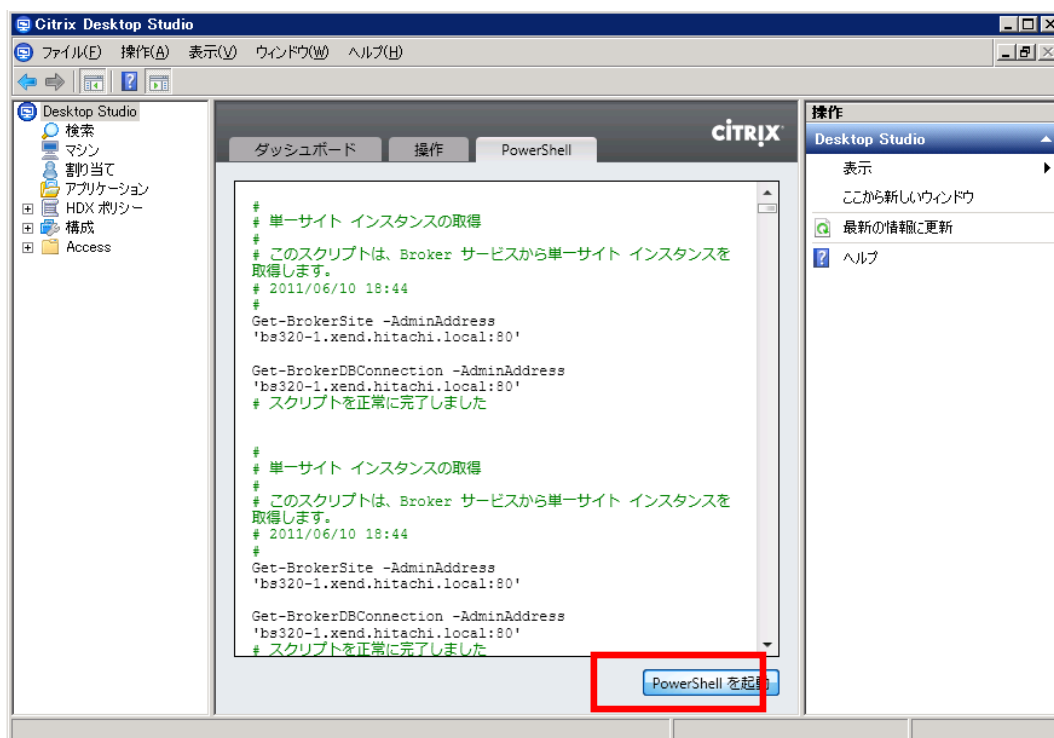 Citrix Desktop Studio
ファイル(F) 操作(A) 表示(V) ウィンドウ(W) ヘルプ(H)
Desktop Studio
検索
マシン
割り当て
アプリケーション
HDX ポリシー
構成
Access
CITRIX
ダッシュボード 操作 PowerShell
#
# 単一サイト インスタンスの取得
#
# このスクリプトは、Broker サービスから単一サイト インスタンスを
取得します。
# 2011/06/10 18:44
#
Get-BrokerSite -AdminAddress
'bs320-1.xend.hitachi.local:80'
Get-BrokerDBConnection -AdminAddress
'bs320-1.xend.hitachi.local:80'
# スクリプトを正常に完了しました
#
# 単一サイト インスタンスの取得
#
# このスクリプトは、Broker サービスから単一サイト インスタンスを
取得します。
# 2011/06/10 18:44
#
Get-BrokerSite -AdminAddress
'bs320-1.xend.hitachi.local:80'
Get-BrokerDBConnection -AdminAddress
'bs320-1.xend.hitachi.local:80'
# スクリプトを正常に完了しました
PowerShell を起動
操作
Desktop Studio
表示
ここから新しいウィンドウ
最新の情報に更新
ヘルプ